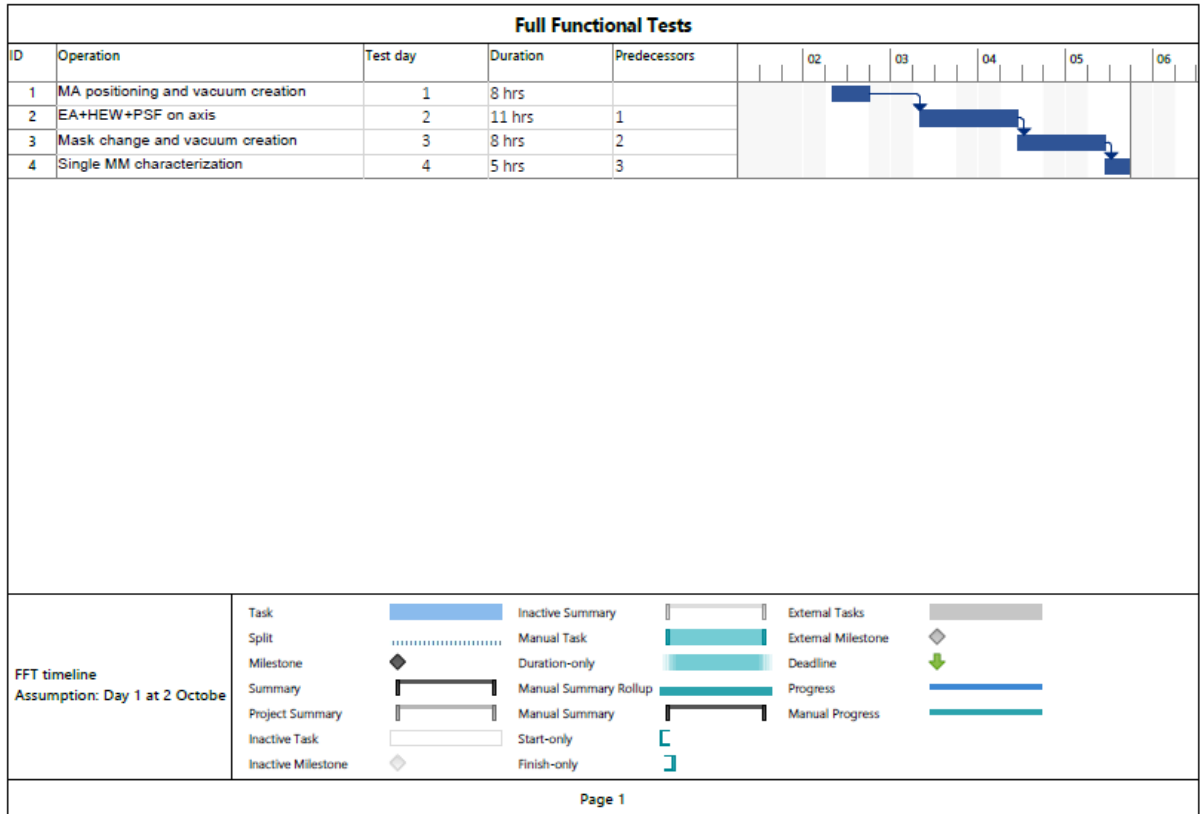 Full Functional Tests
ID Operation Test day Duration Predecessors 02 03 04 05 06
1 MA positioning and vacuum creation 1 8 hrs
2 EA+HEW+PSF on axis 2 11 hrs 1
3 Mask change and vacuum creation 3 8 hrs 2
4 Single MM characterization 4 5 hrs 3
FFT timeline
Assumption: Day 1 at 2 Octobe
Task Inactive Summary External Tasks
Split Manual Task External Milestone
Milestone Duration-only Deadline
Summary Manual Summary Rollup Progress
Project Summary Manual Summary Manual Progress
Inactive Task Start-only
Inactive Milestone Finish-only
Page 1